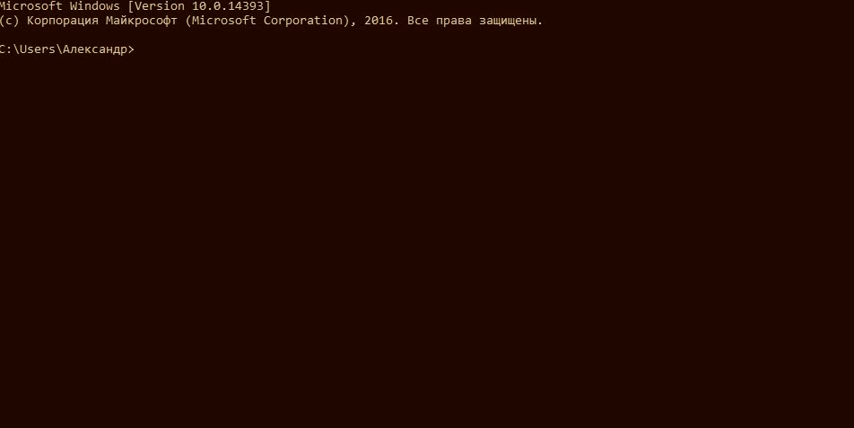 Microsoft Windows [Version 10.0.14393]
(c) Корпорация Майкрософт (Microsoft Corporation), 2016. Все права защищены.
C:\Users\Александр>